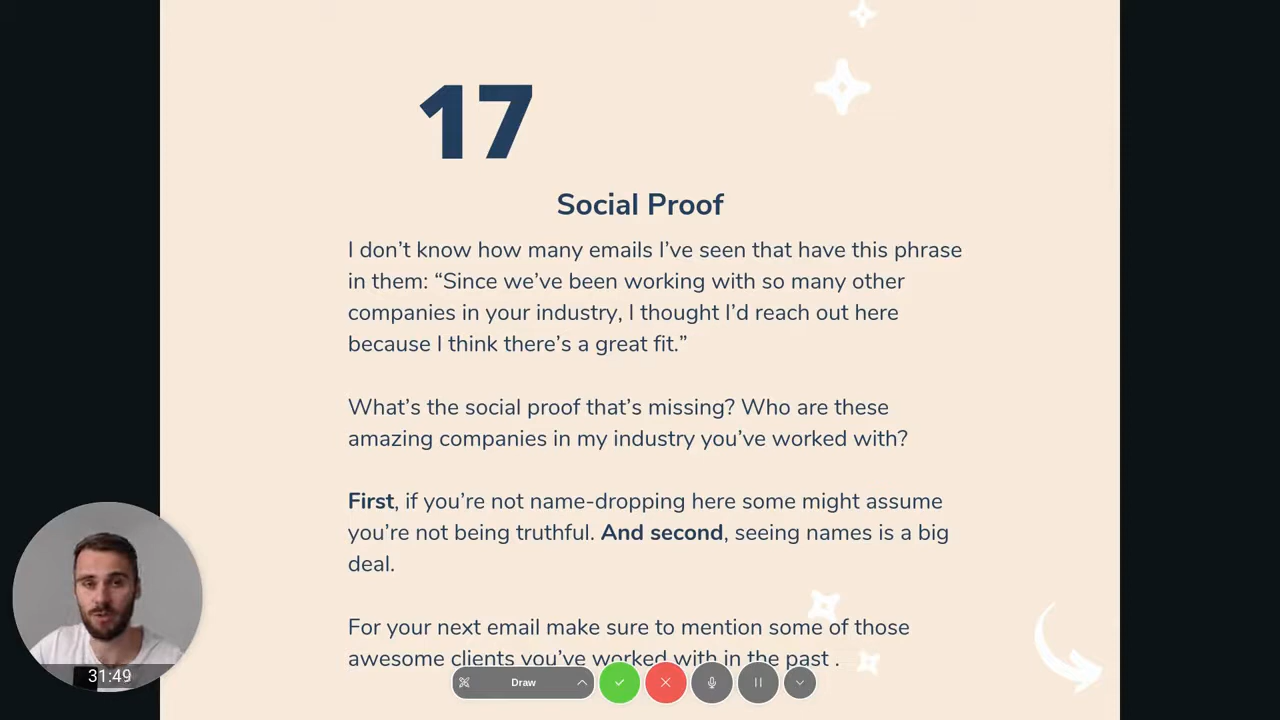 17
Social Proof
I don’t know how many emails I’ve seen that have this phrase
in them: “Since we’ve been working with so many other
companies in your industry, I thought I’d reach out here
because I think there’s a great fit.”
What’s the social proof that’s missing? Who are these
amazing companies in my industry you’ve worked with?
First, if you’re not name-dropping here some might assume
you’re not being truthful. And second, seeing names is a big
deal.
For your next email make sure to mention some of those
awesome clients you’ve worked with in the past .
31:49
Draw